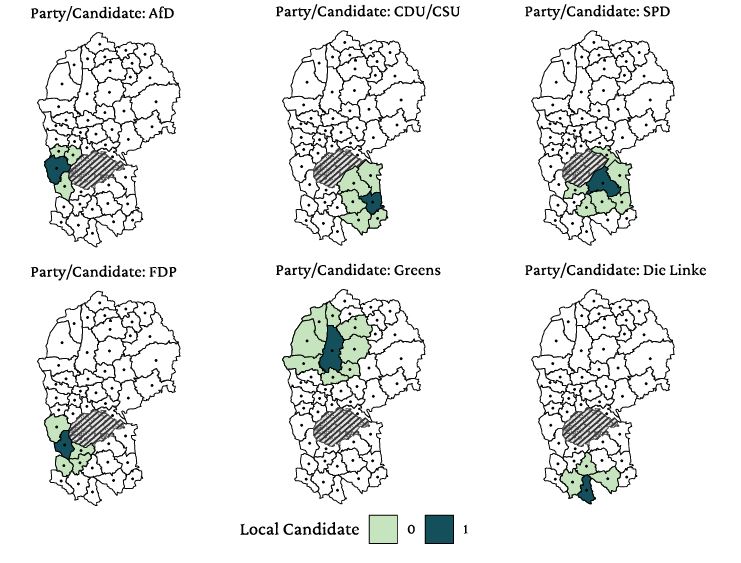 Party/Candidate: AfD
Party/Candidate: CDU/CSU
Party/Candidate: SPD
Party/Candidate: FDP
Party/Candidate: Greens
Party/Candidate: Die Linke
Local Candidate 0 1